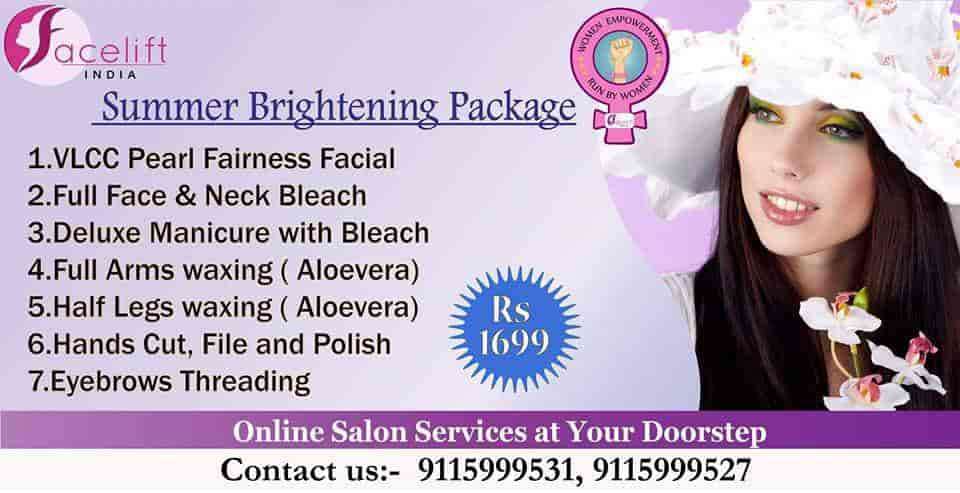 facelift
INDIA
WOMEN EMPOWERMENT
RUN BY WOMEN
Summer Brightening Package
1.VLCC Pearl Fairness Facial
2.Full Face & Neck Bleach
3.Deluxe Manicure with Bleach
4.Full Arms waxing ( Aloevera)
5.Half Legs waxing ( Aloevera)
6.Hands Cut, File and Polish
7.Eyebrows Threading
Rs
1699
Online Salon Services at Your Doorstep
Contact us:- 9115999531, 9115999527